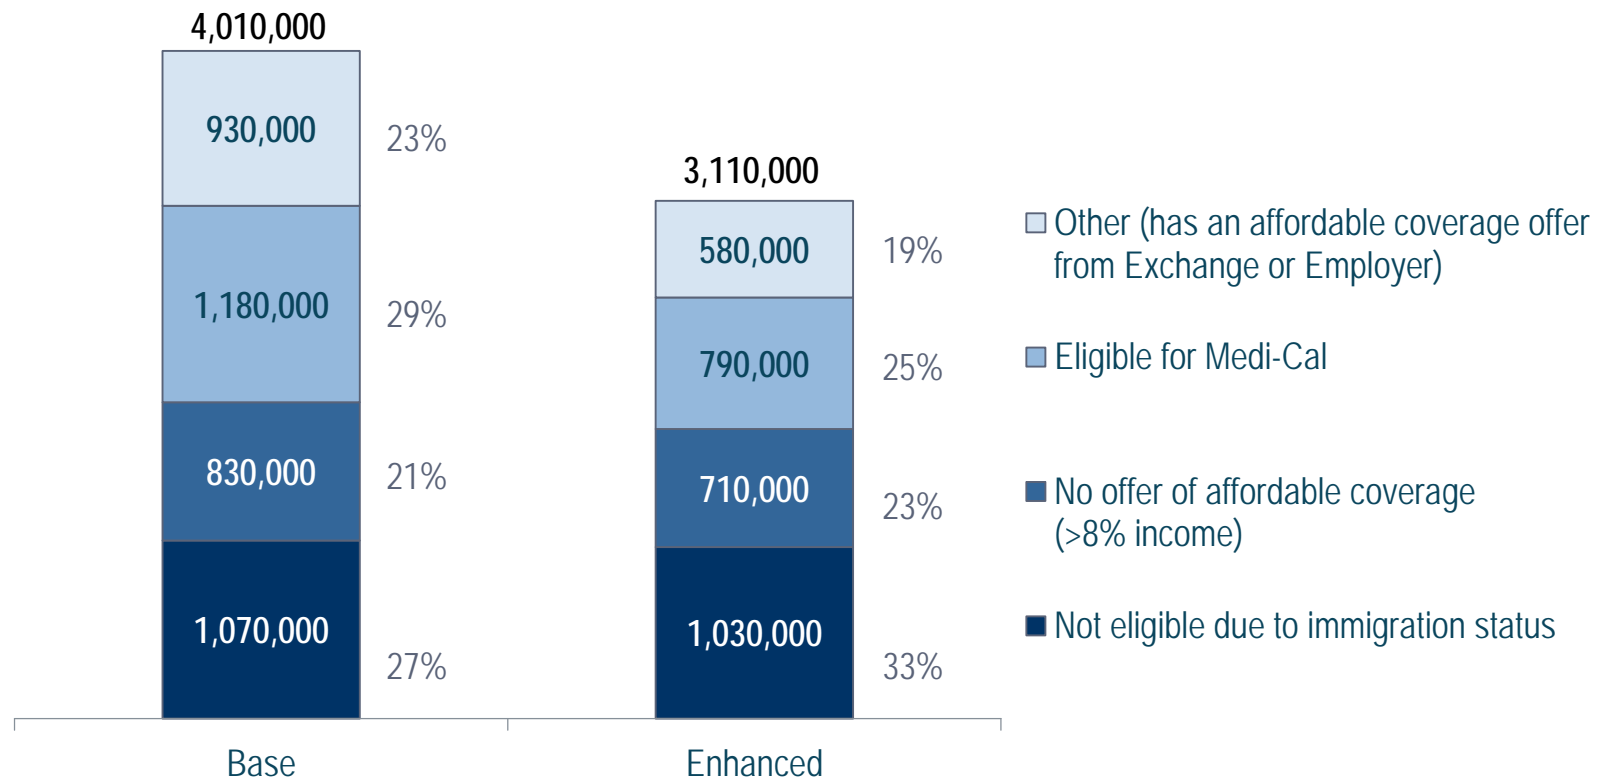 4,010,000
930,000
23%
1,180,000
29%
830,000
21%
1,070,000
27%
Base
3,110,000
580,000
19%
790,000
25%
710,000
23%
1,030,000
33%
Enhanced
Other (has an affordable coverage offer
from Exchange or Employer)
Eligible for Medi-Cal
No offer of affordable coverage
(>8% income)
Not eligible due to immigration status